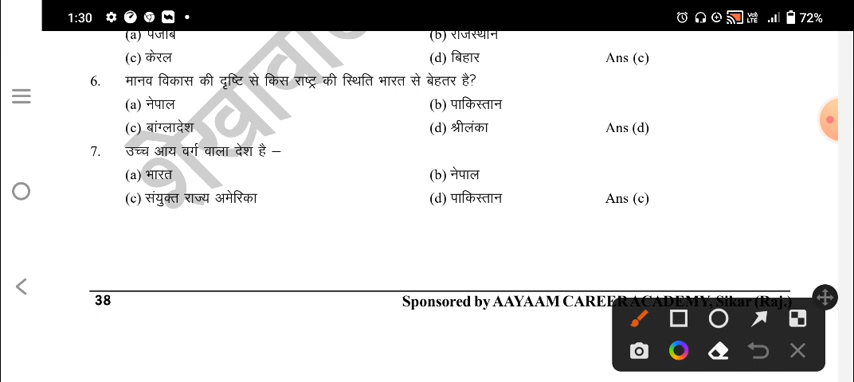 1:30 72%
(a) पंजाब (b) राजस्थान
(c) केरल (d) बिहार Ans (c)
6. मानव विकास की दृष्टि से किस राष्ट्र की स्थिति भारत से बेहतर है?
(a) नेपाल (b) पाकिस्तान
(c) बांग्लादेश (d) श्रीलंका Ans (d)
7. उच्च आय वर्ग वाला देश है –
(a) भारत (b) नेपाल
(c) संयुक्त राज्य अमेरिका (d) पाकिस्तान Ans (c)
शेखावाटी
38 Sponsored by AAYAAM CAREER ACADEMY, Sikar (Raj.)